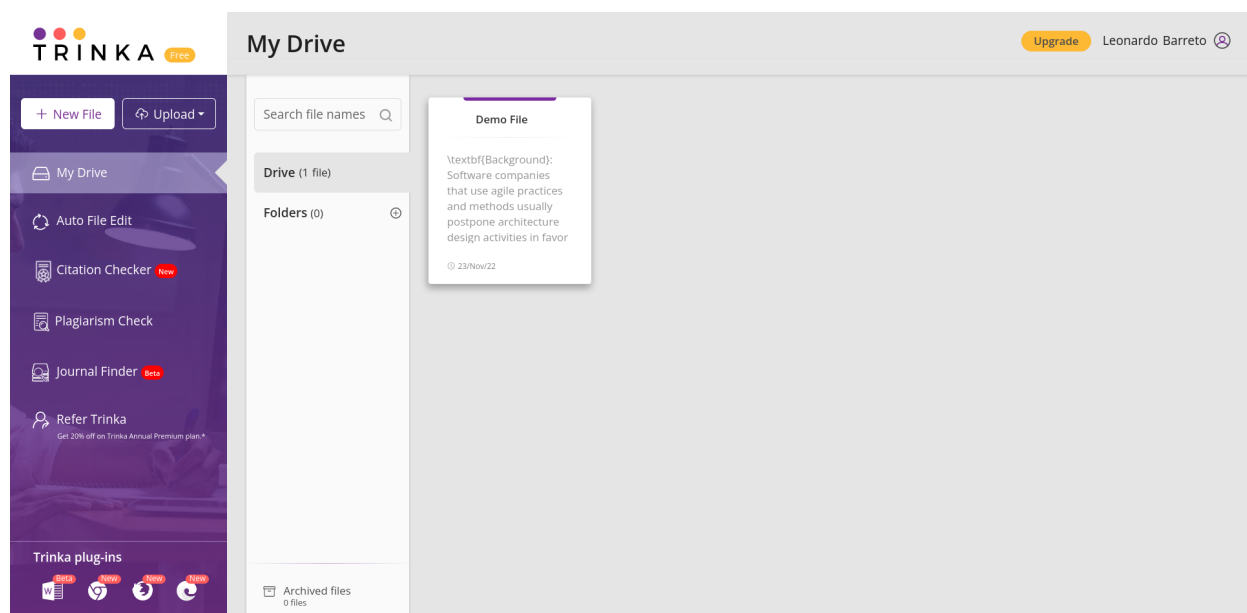 TRINKA Free
My Drive
Upgrade
Leonardo Barreto
+ New File
Upload
My Drive
Auto File Edit
Citation Checker New
Plagiarism Check
Journal Finder Beta
Refer Trinka
Get 20% off on Trinka Annual Premium plan.*
Trinka plug-ins
Beta New New New
W
Search file names
Drive (1 file)
Folders (0)
Archived files
0 files
Demo File
\textbf{Background}:
Software companies
that use agile practices
and methods usually
postpone architecture
design activities in favor
23/Nov/22